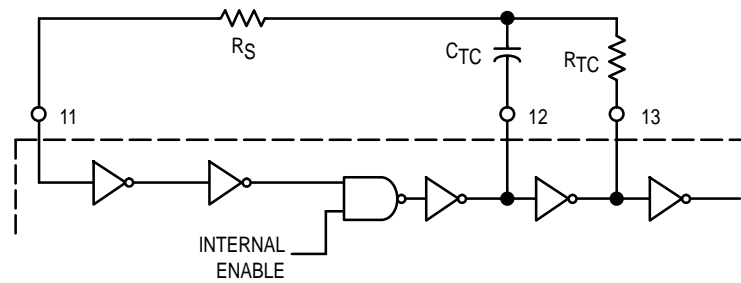 RS
CTC
RTC
11
12
13
INTERNAL
ENABLE